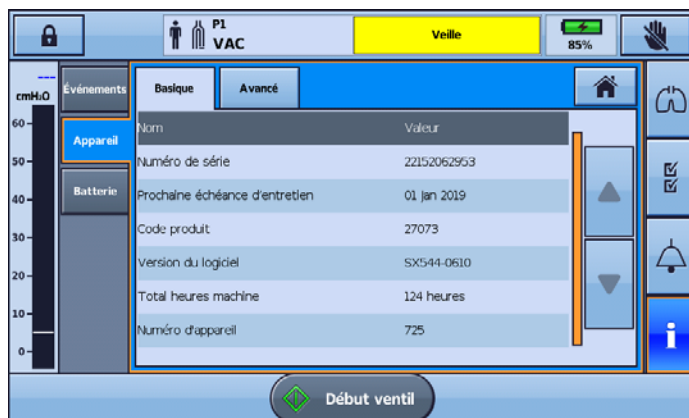 P1
VAC
Veille
85%
---
cmH2O
60
50
40
30
20
10
0
Événements
Appareil
Batterie
Basique
Avancé
Nom Valeur
Numéro de série 22152062953
Prochaine échéance d'entretien 01 Jan 2019
Code produit 27073
Version du logiciel SX544-0610
Total heures machine 124 heures
Numéro d'appareil 725
i
Début ventil